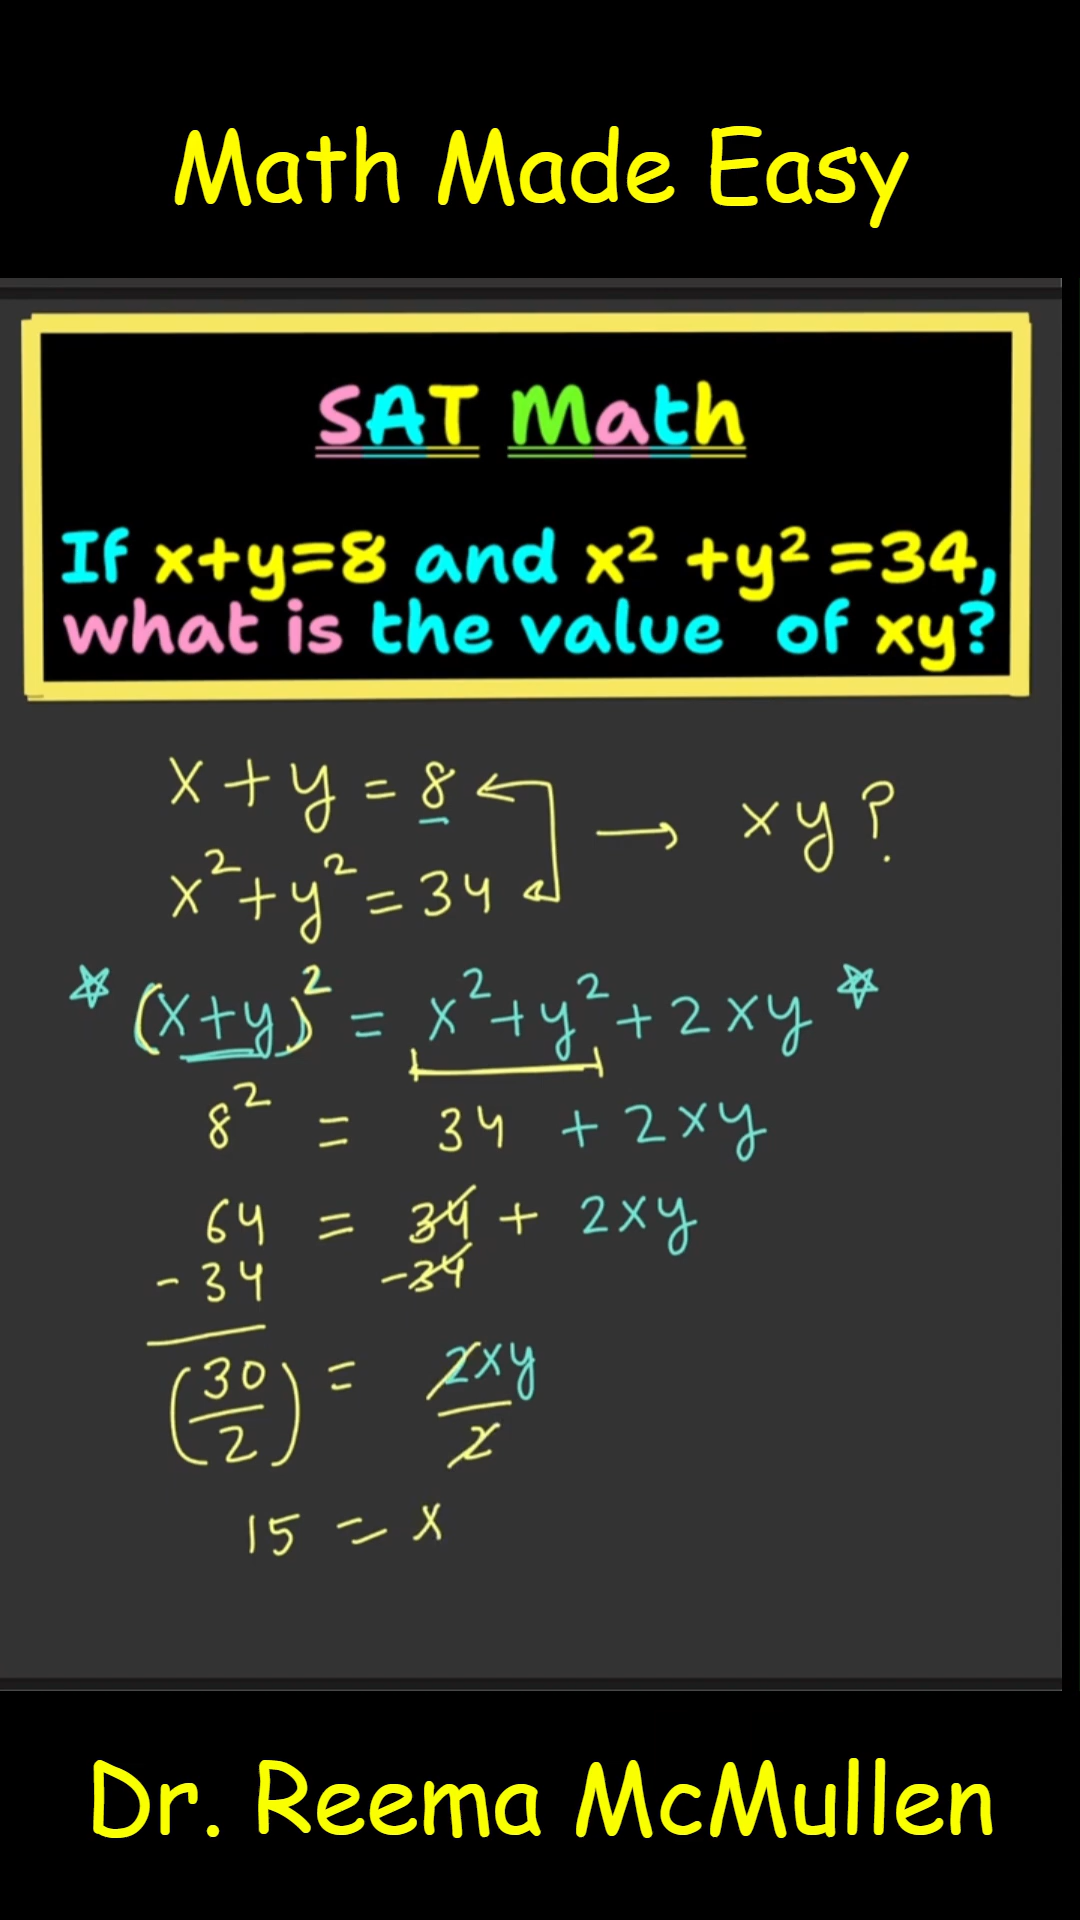 Math Made Easy
SAT Math
If x+y=8 and x² +y² =34,
what is the value of xy?
x + y = 8 → xy?
x² + y² = 34
(x+y)² = x² + y² + 2xy
8² = 34 + 2xy
64 = 34 + 2xy
- 34 -34
(30/2) = 2xy/2
15 = x
Dr. Reema McMullen